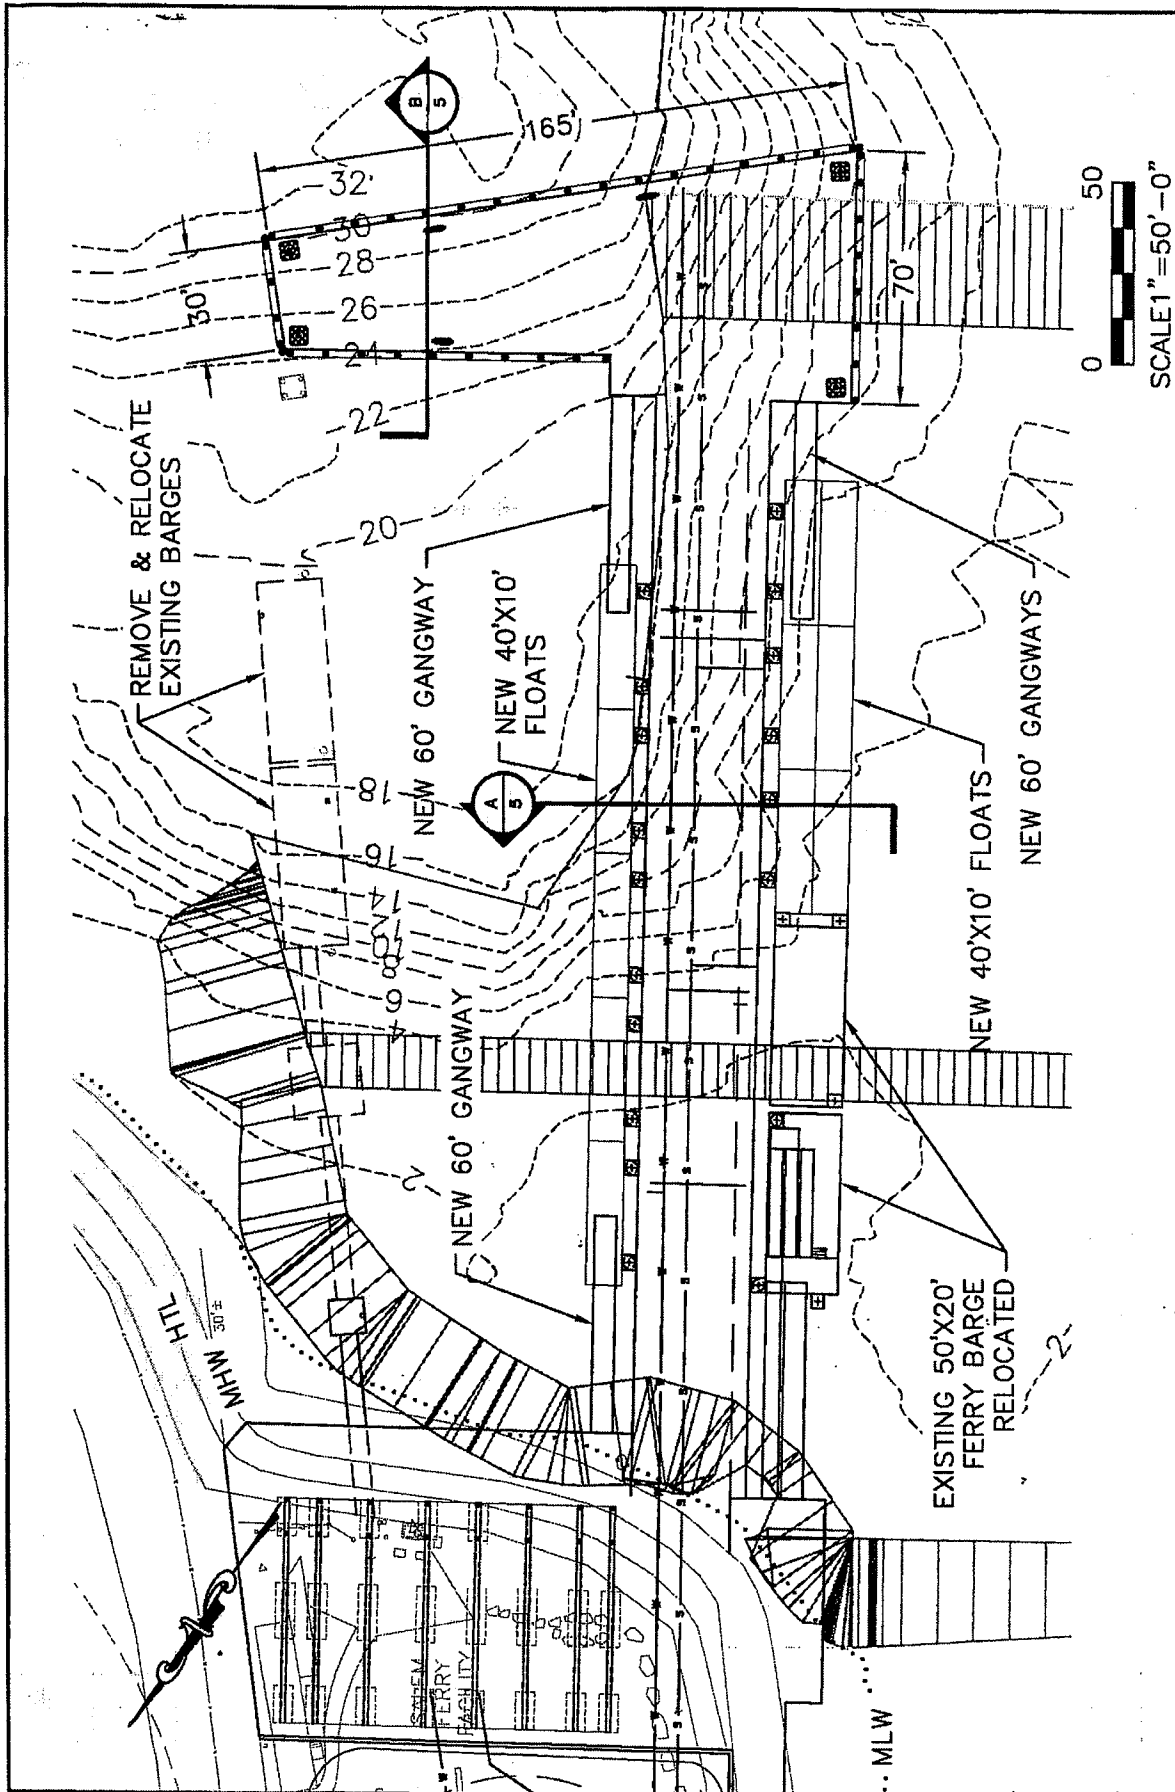 B
5
165'
32'
30
28
30'
26
24
70'
50
0
SCALE1"=50'-0"
REMOVE & RELOCATE
EXISTING BARGES
22
20
NEW 60' GANGWAY
NEW 40'X10'
FLOATS
A
5
18
16
14
12
10
8
6
4
2
NEW 60' GANGWAY
NEW 60' GANGWAYS
NEW 40'X10' FLOATS
EXISTING 50'X20'
FERRY BARGE
RELOCATED
2
HTL
MHW
30'±
SALEM
FERRY
FACILITY
MLW
W
S